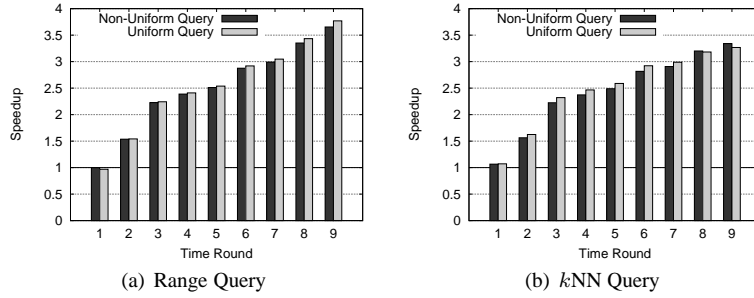 Non-Uniform Query
Uniform Query
4
3.5
3
2.5
2
1.5
1
0.5
0
Speedup
1 2 3 4 5 6 7 8 9
Time Round
(a) Range Query
Non-Uniform Query
Uniform Query
4
3.5
3
2.5
2
1.5
1
0.5
0
Speedup
1 2 3 4 5 6 7 8 9
Time Round
(b) kNN Query